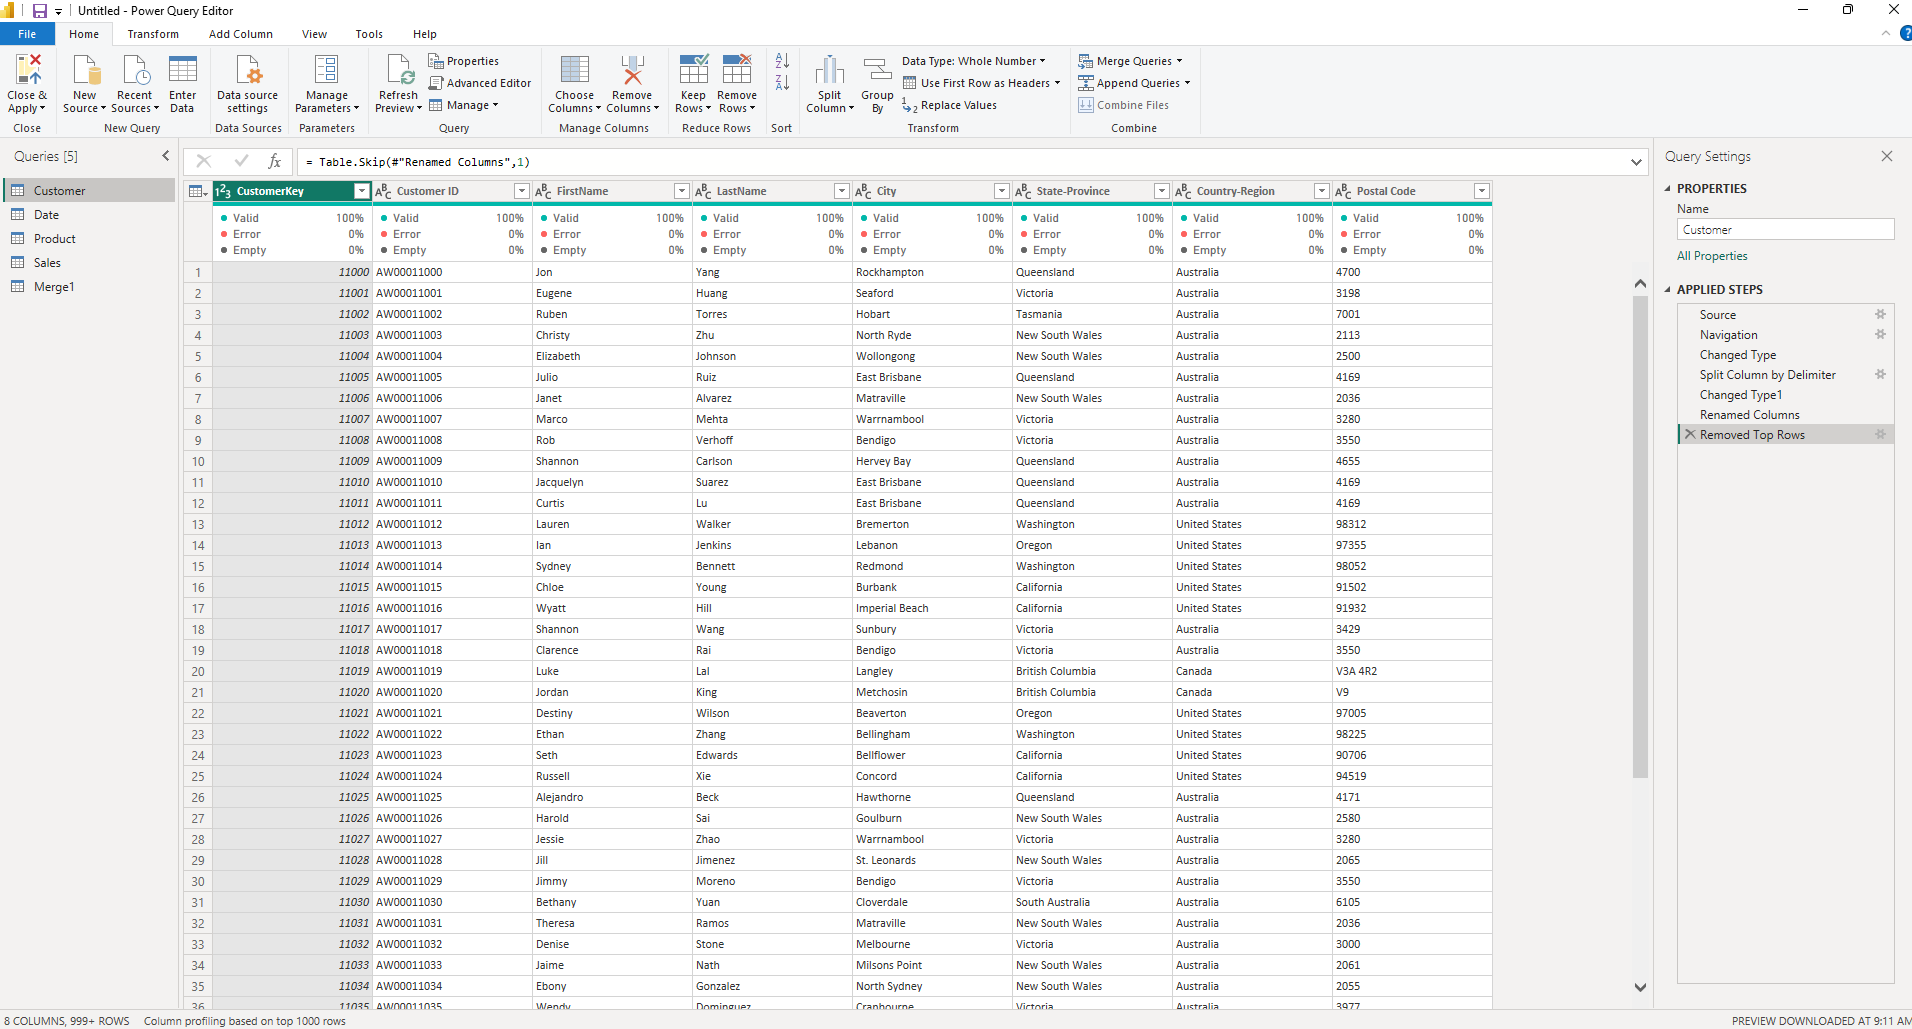 Untitled - Power Query Editor
File Home Transform Add Column View Tools Help
Close & Apply New Source Recent Sources Enter Data Data source settings Manage Parameters Refresh Preview Properties Advanced Editor Manage Choose Columns Remove Columns Keep Rows Remove Rows Split Column Group By Data Type: Whole Number Use First Row as Headers Replace Values Merge Queries Append Queries Combine Files
Close New Query Data Sources Parameters Query Manage Columns Reduce Rows Sort Transform Combine
Queries [5]
Customer
Date
Product
Sales
Merge1
fx = Table.Skip(#"Renamed Columns",1)
CustomerKey Customer ID FirstName LastName City State-Province Country-Region Postal Code
Valid 100% Valid 100% Valid 100% Valid 100% Valid 100% Valid 100% Valid 100% Valid 100%
Error 0% Error 0% Error 0% Error 0% Error 0% Error 0% Error 0% Error 0%
Empty 0% Empty 0% Empty 0% Empty 0% Empty 0% Empty 0% Empty 0% Empty 0%
1 11000 AW00011000 Jon Yang Rockhampton Queensland Australia 4700
2 11001 AW00011001 Eugene Huang Seaford Victoria Australia 3198
3 11002 AW00011002 Ruben Torres Hobart Tasmania Australia 7001
4 11003 AW00011003 Christy Zhu North Ryde New South Wales Australia 2113
5 11004 AW00011004 Elizabeth Johnson Wollongong New South Wales Australia 2500
6 11005 AW00011005 Julio Ruiz East Brisbane Queensland Australia 4169
7 11006 AW00011006 Janet Alvarez Matraville New South Wales Australia 2036
8 11007 AW00011007 Marco Mehta Warrnambool Victoria Australia 3280
9 11008 AW00011008 Rob Verhoff Bendigo Victoria Australia 3550
10 11009 AW00011009 Shannon Carlson Hervey Bay Queensland Australia 4655
11 11010 AW00011010 Jacquelyn Suarez East Brisbane Queensland Australia 4169
12 11011 AW00011011 Curtis Lu East Brisbane Queensland Australia 4169
13 11012 AW00011012 Lauren Walker Bremerton Washington United States 98312
14 11013 AW00011013 Ian Jenkins Lebanon Oregon United States 97355
15 11014 AW00011014 Sydney Bennett Redmond Washington United States 98052
16 11015 AW00011015 Chloe Young Burbank California United States 91502
17 11016 AW00011016 Wyatt Hill Imperial Beach California United States 91932
18 11017 AW00011017 Shannon Wang Sunbury Victoria Australia 3429
19 11018 AW00011018 Clarence Rai Bendigo Victoria Australia 3550
20 11019 AW00011019 Luke Lal Langley British Columbia Canada V3A 4R2
21 11020 AW00011020 Jordan King Metchosin British Columbia Canada V9
22 11021 AW00011021 Destiny Wilson Beaverton Oregon United States 97005
23 11022 AW00011022 Ethan Zhang Bellingham Washington United States 98225
24 11023 AW00011023 Seth Edwards Bellflower California United States 90706
25 11024 AW00011024 Russell Xie Concord California United States 94519
26 11025 AW00011025 Alejandro Beck Hawthorne Queensland Australia 4171
27 11026 AW00011026 Harold Sai Goulburn New South Wales Australia 2580
28 11027 AW00011027 Jessie Zhao Warrnambool Victoria Australia 3280
29 11028 AW00011028 Jill Jimenez St. Leonards New South Wales Australia 2065
30 11029 AW00011029 Jimmy Moreno Bendigo Victoria Australia 3550
31 11030 AW00011030 Bethany Yuan Cloverdale South Australia Australia 6105
32 11031 AW00011031 Theresa Ramos Matraville New South Wales Australia 2036
33 11032 AW00011032 Denise Stone Melbourne Victoria Australia 3000
34 11033 AW00011033 Jaime Nath Milsons Point New South Wales Australia 2061
35 11034 AW00011034 Ebony Gonzalez North Sydney New South Wales Australia 2055
36 11035 AW00011035 Wendy Dominguez Cranbourne Victoria Australia 3977
Query Settings
PROPERTIES
Name
Customer
All Properties
APPLIED STEPS
Source
Navigation
Changed Type
Split Column by Delimiter
Changed Type1
Renamed Columns
Removed Top Rows
8 COLUMNS, 999+ ROWS Column profiling based on top 1000 rows PREVIEW DOWNLOADED AT 9:11 AM